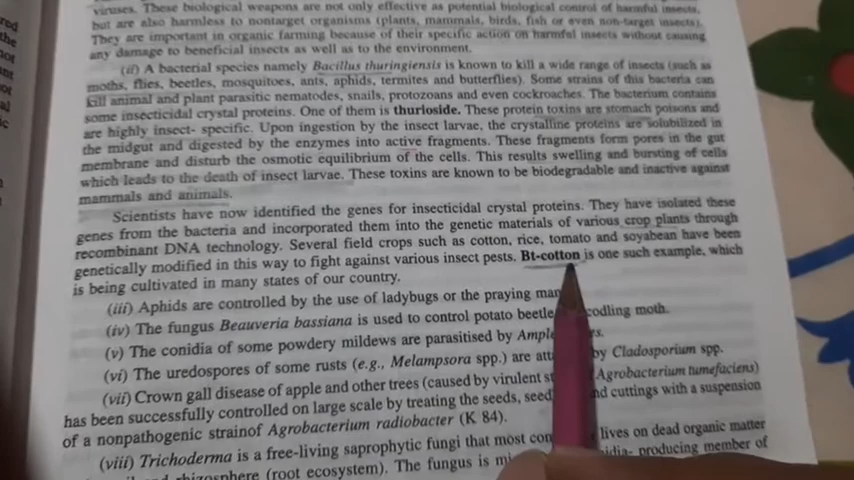 viruses. These biological weapons are not only effective as potential biological control of harmful insects,
but are also harmless to nontarget organisms (plants, mammals, birds, fish or even non-target insects).
They are important in organic farming because of their specific action on harmful insects without causing
any damage to beneficial insects as well as to the environment.
(ii) A bacterial species namely Bacillus thuringiensis is known to kill a wide range of insects (such as
moths, flies, beetles, mosquitoes, ants, aphids, termites and butterflies). Some strains of this bacteria can
kill animal and plant parasitic nematodes, snails, protozoans and even cockroaches. The bacterium contains
some insecticidal crystal proteins. One of them is thurioside. These protein toxins are stomach poisons and
are highly insect- specific. Upon ingestion by the insect larvae, the crystalline proteins are solubilized in
the midgut and digested by the enzymes into active fragments. These fragments form pores in the gut
membrane and disturb the osmotic equilibrium of the cells. This results swelling and bursting of cells
which leads to the death of insect larvae. These toxins are known to be biodegradable and inactive against
mammals and animals.
Scientists have now identified the genes for insecticidal crystal proteins. They have isolated these
genes from the bacteria and incorporated them into the genetic materials of various crop plants through
recombinant DNA technology. Several field crops such as cotton, rice, tomato and soyabean have been
genetically modified in this way to fight against various insect pests. Bt-cotton is one such example, which
is being cultivated in many states of our country.
(iii) Aphids are controlled by the use of ladybugs or the praying
(iv) The fungus Beauveria bassiana is used to control potato beetle codling moth.
(v) The conidia of some powdery mildews are parasitised by
(vi) The uredospores of some rusts (e.g., Melampsora spp.) are by Cladosporium spp.
(vii) Crown gall disease of apple and other trees (caused by virulent Agrobacterium tumefaciens)
has been successfully controlled on large scale by treating the seeds, and cuttings with a suspension
of a nonpathogenic strainof Agrobacterium radiobacter (K 84).
(viii) Trichoderma is a free-living saprophytic fungi that most lives on dead organic matter
rhizosphere (root ecosystem). The fungus is producing member of